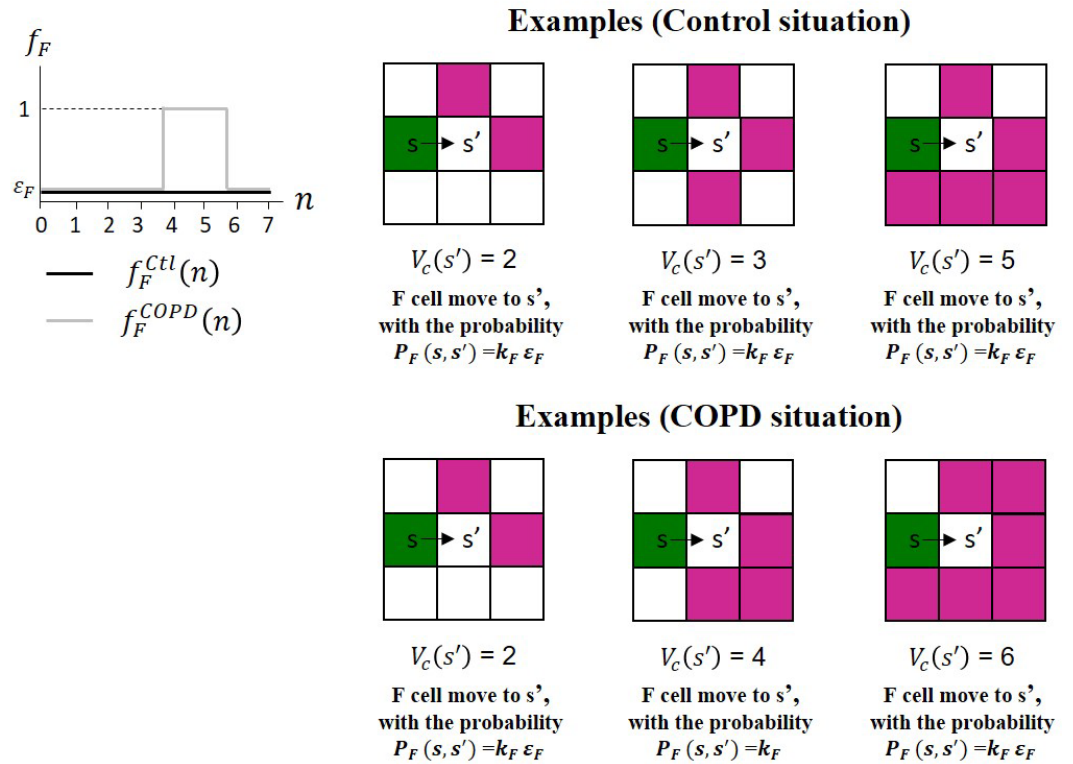 f_F
1
ε_F
0 1 2 3 4 5 6 7 n
f_F^{Ctl}(n)
f_F^{COPD}(n)
Examples (Control situation)
s s'
s s'
s s'
V_c(s') = 2
F cell move to s’,
with the probability
P_F (s, s') =k_F ε_F
V_c(s') = 3
F cell move to s’,
with the probability
P_F (s, s') =k_F ε_F
V_c(s') = 5
F cell move to s’,
with the probability
P_F (s, s') =k_F ε_F
Examples (COPD situation)
s s'
s s'
s s'
V_c(s') = 2
F cell move to s’,
with the probability
P_F (s, s') =k_F ε_F
V_c(s') = 4
F cell move to s’,
with the probability
P_F (s, s') =k_F
V_c(s') = 6
F cell move to s’,
with the probability
P_F (s, s') =k_F ε_F